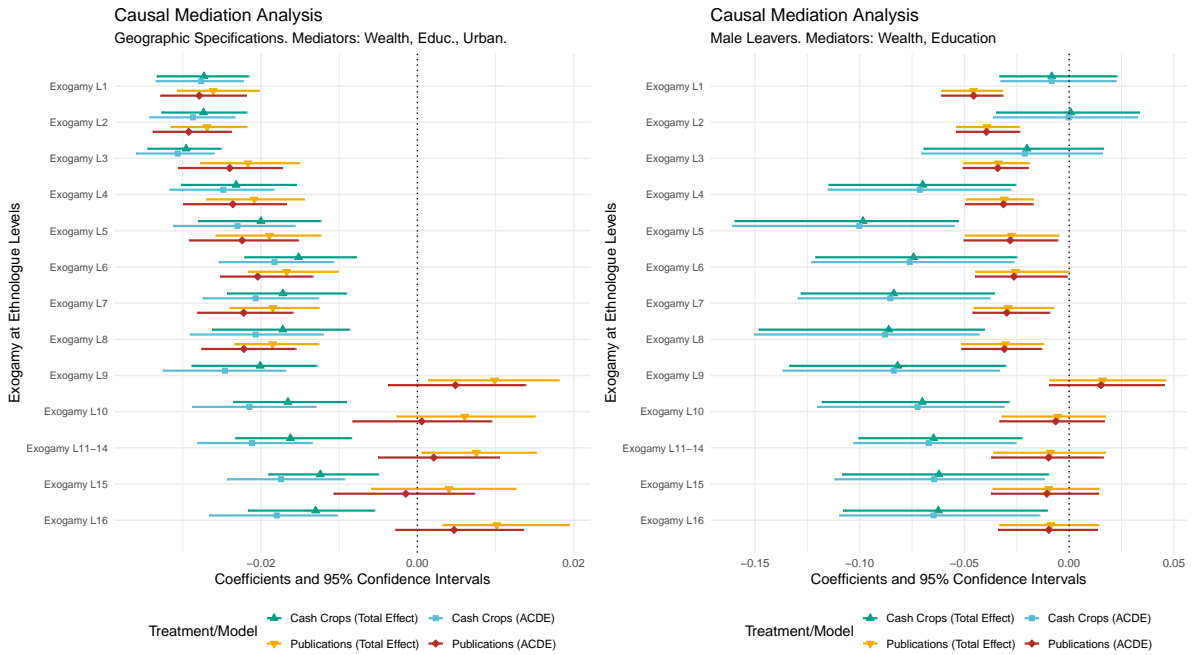 Causal Mediation Analysis
Geographic Specifications. Mediators: Wealth, Educ., Urban.
Exogamy at Ethnologue Levels
Exogamy L1
Exogamy L2
Exogamy L3
Exogamy L4
Exogamy L5
Exogamy L6
Exogamy L7
Exogamy L8
Exogamy L9
Exogamy L10
Exogamy L11−14
Exogamy L15
Exogamy L16
−0.02 0.00 0.02
Coefficients and 95% Confidence Intervals
Treatment/Model
Cash Crops (Total Effect) Cash Crops (ACDE)
Publications (Total Effect) Publications (ACDE)
Causal Mediation Analysis
Male Leavers. Mediators: Wealth, Education
Exogamy at Ethnologue Levels
Exogamy L1
Exogamy L2
Exogamy L3
Exogamy L4
Exogamy L5
Exogamy L6
Exogamy L7
Exogamy L8
Exogamy L9
Exogamy L10
Exogamy L11−14
Exogamy L15
Exogamy L16
−0.15 −0.10 −0.05 0.00 0.05
Coefficients and 95% Confidence Intervals
Treatment/Model
Cash Crops (Total Effect) Cash Crops (ACDE)
Publications (Total Effect) Publications (ACDE)